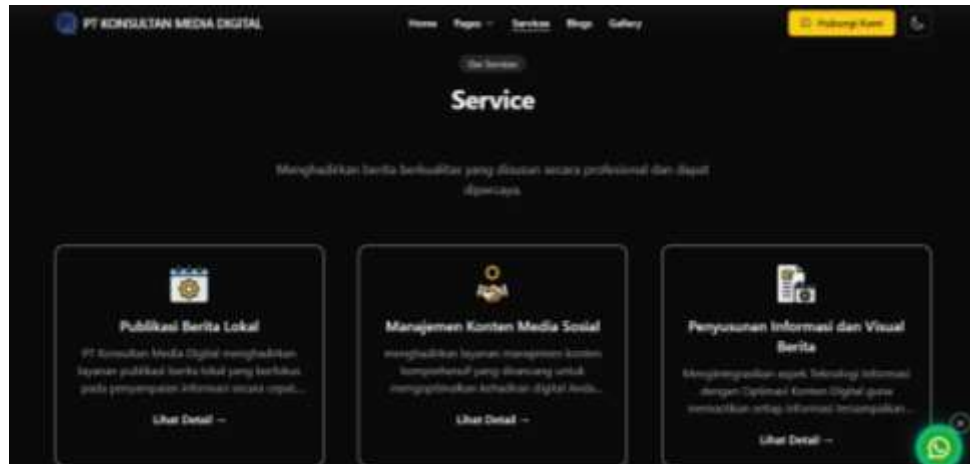 PT KONSULTAN MEDIA DIGITAL
Home Pages Services Blogs Gallery
Hubungi Kami
Our Services
Service
Menghadirkan berita berkualitas yang disusun secara profesional dan dapat
dipercaya.
Publikasi Berita Lokal
PT Konsultan Media Digital menghadirkan
layanan publikasi berita lokal yang berfokus
pada penyampaian informasi secara cepat,...
Lihat Detail →
Manajemen Konten Media Sosial
menghadirkan layanan manajemen konten
komprehensif yang dirancang untuk
mengoptimalkan kehadiran digital Anda...
Lihat Detail →
Penyusunan Informasi dan Visual
Berita
Mengintegrasikan aspek Teknologi Informasi
dengan Optimasi Konten Digital guna
memastikan setiap informasi tersampaikan...
Lihat Detail →